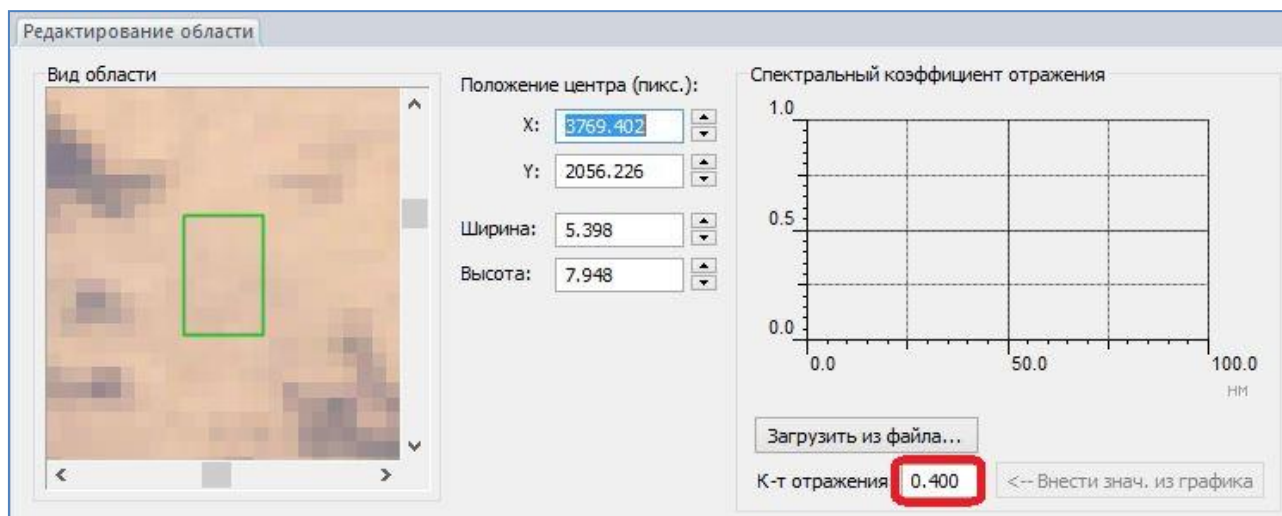 Редактирование области
Вид области
Положение центра (пикс.):
X: 3769.402
Y: 2056.226
Ширина: 5.398
Высота: 7.948
Спектральный коэффициент отражения
1.0
0.5
0.0
0.0 50.0 100.0
нм
Загрузить из файла...
К-т отражения 0.400 <-- Внести знач. из графика